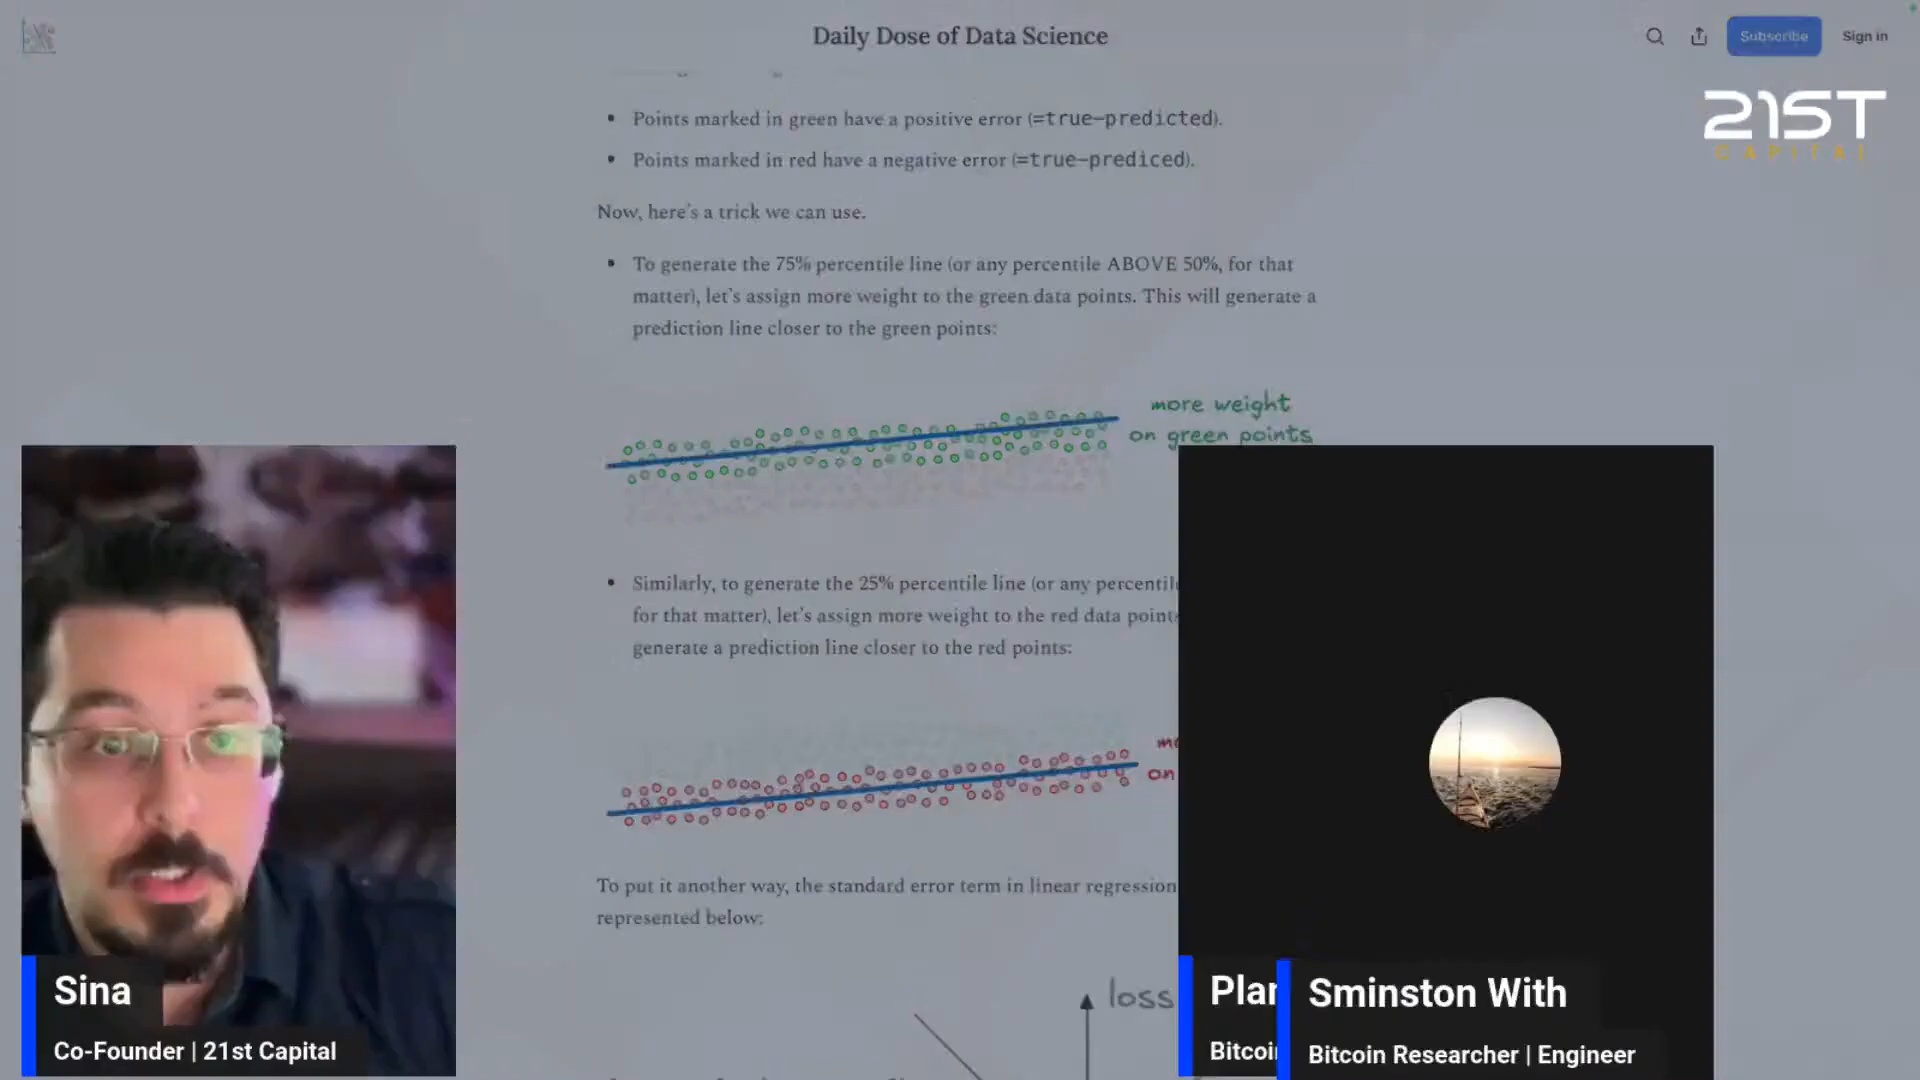 Daily Dose of Data Science
Subscribe
Sign in
21ST
CAPITAL
• Points marked in green have a positive error (=true-predicted).
• Points marked in red have a negative error (=true-prediced).
Now, here's a trick we can use.
• To generate the 75% percentile line (or any percentile ABOVE 50%, for that
matter), let's assign more weight to the green data points. This will generate a
prediction line closer to the green points:
more weight
on green points
• Similarly, to generate the 25% percentile line (or any
for that matter), let's assign more weight to the red data
generate a prediction line closer to the red points:
on
To put it another way, the standard error term in linear regression
represented below:
loss
Sina
Co-Founder | 21st Capital
Sminston With
Bitcoin Researcher | Engineer